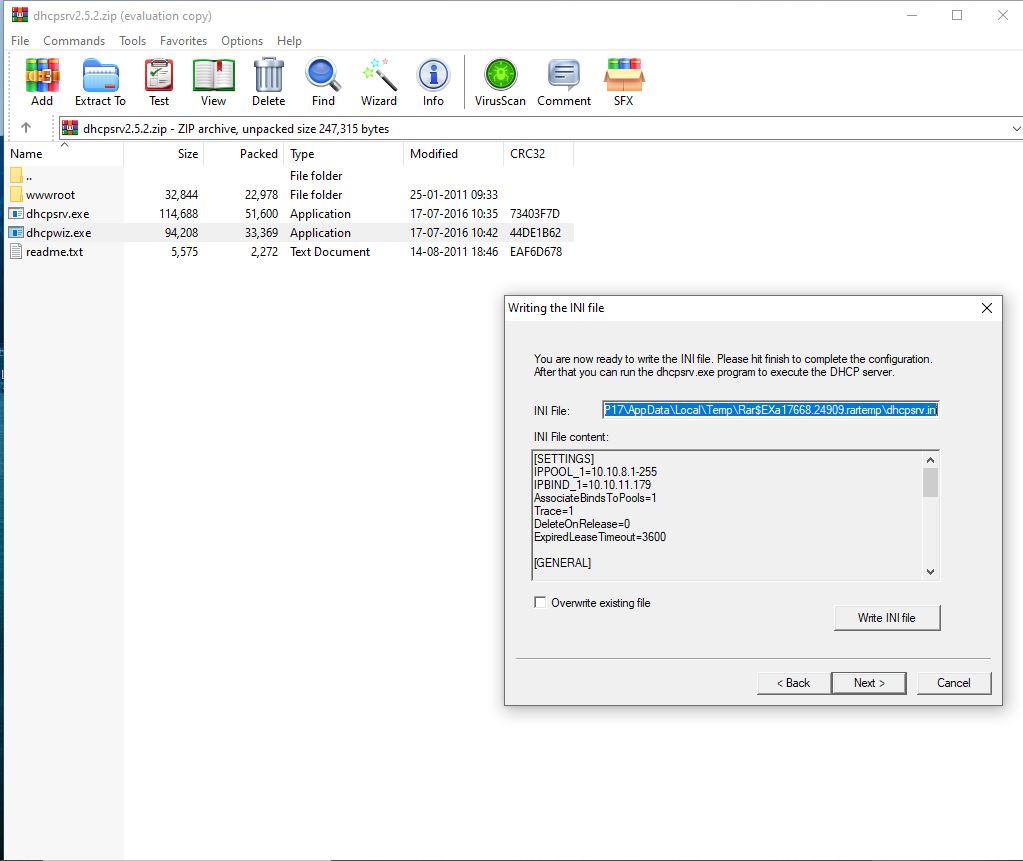 dhcpsrv2.5.2.zip (evaluation copy)
File Commands Tools Favorites Options Help
Add Extract To Test View Delete Find Wizard Info VirusScan Comment SFX
dhcpsrv2.5.2.zip - ZIP archive, unpacked size 247,315 bytes
Name Size Packed Type Modified CRC32
.. File folder
wwwroot 32,844 22,978 File folder 25-01-2011 09:33
dhcpsrv.exe 114,688 51,600 Application 17-07-2016 10:35 73403F7D
dhcpwiz.exe 94,208 33,369 Application 17-07-2016 10:42 44DE1B62
readme.txt 5,575 2,272 Text Document 14-08-2011 18:46 EAF6D678
Writing the INI file
You are now ready to write the INI file. Please hit finish to complete the configuration.
After that you can run the dhcpsrv.exe program to execute the DHCP server.
INI File: P17\AppData\Local\Temp\Rar$EXa17668.24909.rartemp\dhcpsrv.in
INI File content:
[SETTINGS]
IPPOOL_1=10.10.8.1-255
IPBIND_1=10.10.11.179
AssociateBindsToPools=1
Trace=1
DeleteOnRelease=0
ExpiredLeaseTimeout=3600
[GENERAL]
Overwrite existing file
Write INI file
< Back Next > Cancel